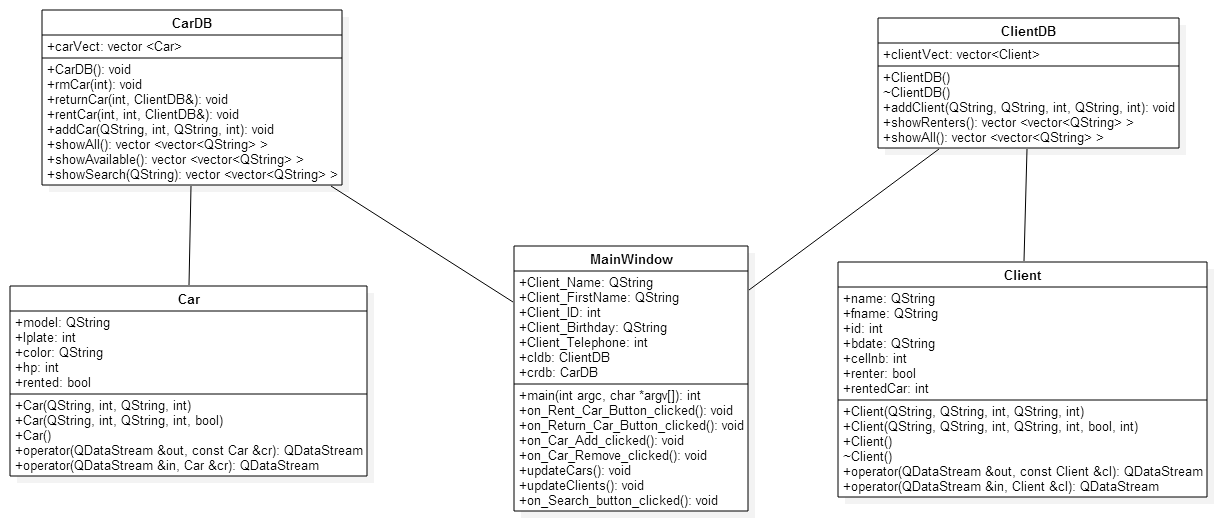 CarDB
+carVect: vector <Car>
+CarDB(): void
+rmCar(int): void
+returnCar(int, ClientDB&): void
+rentCar(int, int, ClientDB&): void
+addCar(QString, int, QString, int): void
+showAll(): vector <vector<QString> >
+showAvailable(): vector <vector<QString> >
+showSearch(QString): vector <vector<QString> >
ClientDB
+clientVect: vector<Client>
+ClientDB()
~ClientDB()
+addClient(QString, QString, int, QString, int): void
+showRenters(): vector <vector<QString> >
+showAll(): vector <vector<QString> >
Car
+model: QString
+lplate: int
+color: QString
+hp: int
+rented: bool
+Car(QString, int, QString, int)
+Car(QString, int, QString, int, bool)
+Car()
+operator(QDataStream &out, const Car &cr): QDataStream
+operator(QDataStream &in, Car &cr): QDataStream
MainWindow
+Client_Name: QString
+Client_FirstName: QString
+Client_ID: int
+Client_Birthday: QString
+Client_Telephone: int
+cldb: ClientDB
+crdb: CarDB
+main(int argc, char *argv[]): int
+on_Rent_Car_Button_clicked(): void
+on_Return_Car_Button_clicked(): void
+on_Car_Add_clicked(): void
+on_Car_Remove_clicked(): void
+updateCars(): void
+updateClients(): void
+on_Search_button_clicked(): void
Client
+name: QString
+fname: QString
+id: int
+bdate: QString
+cellnb: int
+renter: bool
+rentedCar: int
+Client(QString, QString, int, QString, int)
+Client(QString, QString, int, QString, int, bool, int)
+Client()
~Client()
+operator(QDataStream &out, const Client &cl): QDataStream
+operator(QDataStream &in, Client &cl): QDataStream